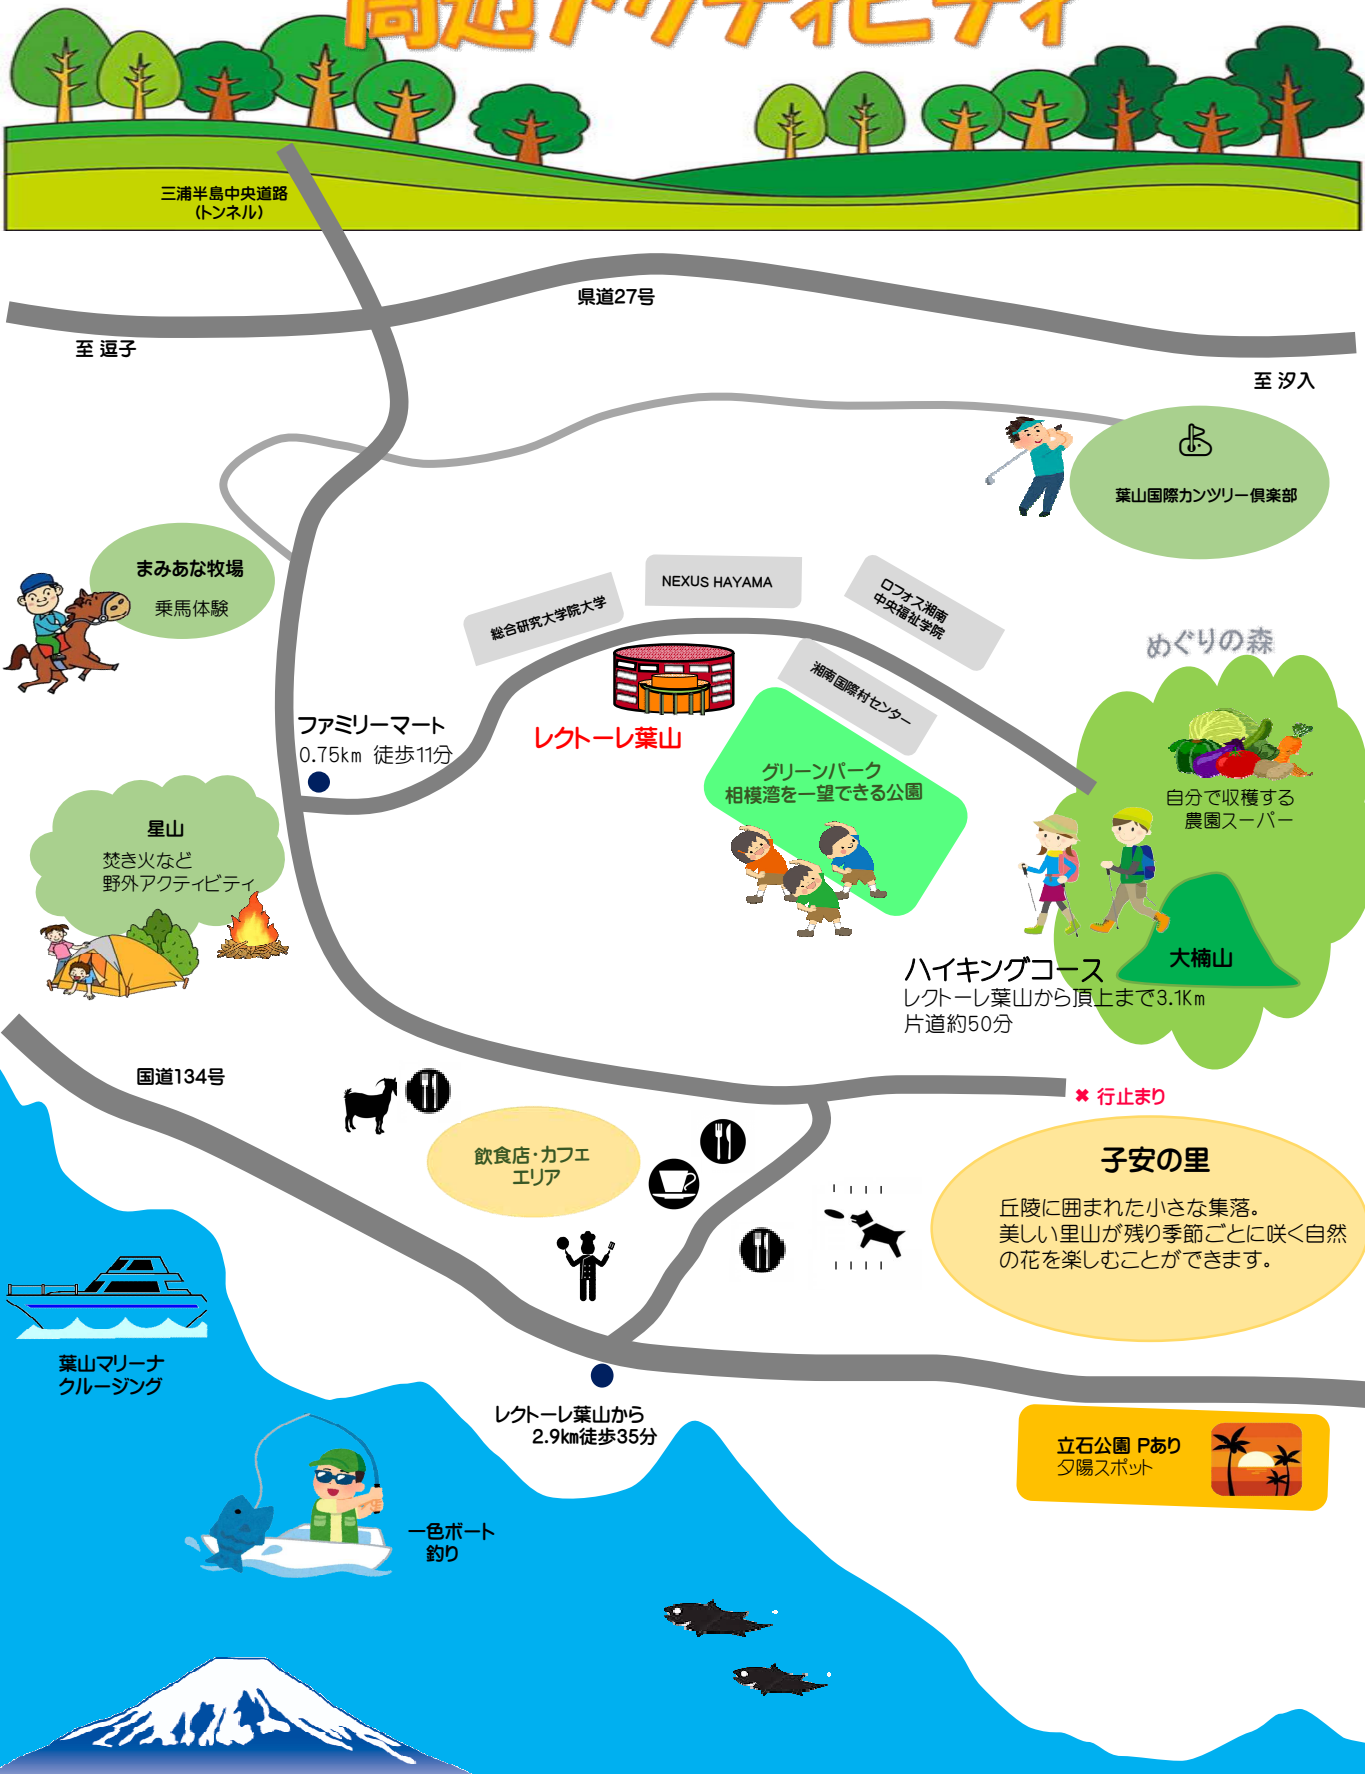 周辺アクティビティ
三浦半島中央道路
(トンネル)
県道27号
至 逗子
至 汐入
葉山国際カンツリー倶楽部
まみあな牧場
乗馬体験
総合研究大学院大学
NEXUS HAYAMA
ロフォス湘南
中央福祉学院
湘南国際村センター
めぐりの森
ファミリーマート
0.75km 徒歩11分
レクトーレ葉山
グリーンパーク
相模湾を一望できる公園
自分で収穫する
農園スーパー
星山
焚き火など
野外アクティビティ
大楠山
ハイキングコース
レクトーレ葉山から頂上まで3.1Km
片道約50分
国道134号
✖ 行止まり
飲食店・カフェ
エリア
子安の里
丘陵に囲まれた小さな集落。
美しい里山が残り季節ごとに咲く自然
の花を楽しむことができます。
葉山マリーナ
クルージング
レクトーレ葉山から
2.9km徒歩35分
立石公園 Pあり
夕陽スポット
一色ボート
釣り